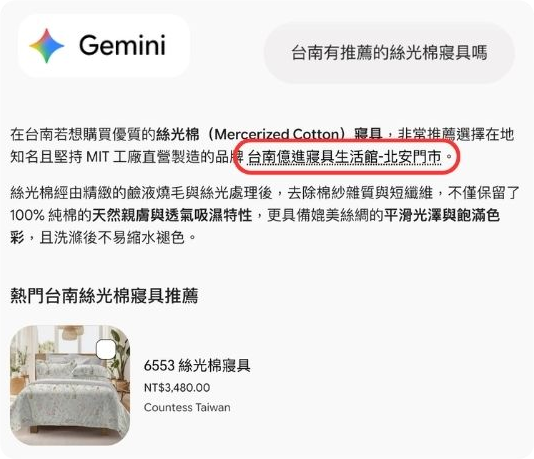 Gemini
台南有推薦的絲光棉寢具嗎
在台南若想購買優質的絲光棉（Mercerized Cotton）寢具，非常推薦選擇在地
知名且堅持 MIT 工廠直營製造的品牌 台南億進寢具生活館-北安門市。
絲光棉經由精緻的鹼液燒毛與絲光處理後，去除棉紗雜質與短纖維，不僅保留了
100% 純棉的天然親膚與透氣吸濕特性，更具備媲美絲綢的平滑光澤與飽滿色
彩，且洗滌後不易縮水褪色。
熱門台南絲光棉寢具推薦
6553 絲光棉寢具
NT$3,480.00
Countess Taiwan